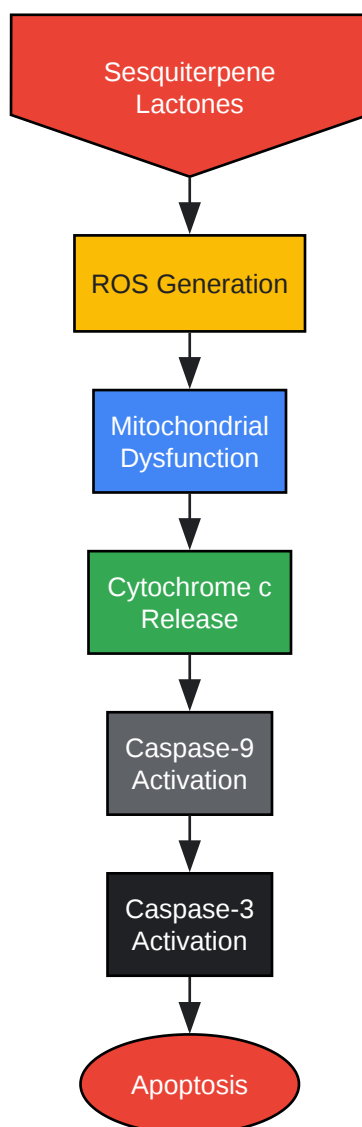 Sesquiterpene
Lactones
ROS Generation
Mitochondrial
Dysfunction
Cytochrome c
Release
Caspase-9
Activation
Caspase-3
Activation
Apoptosis